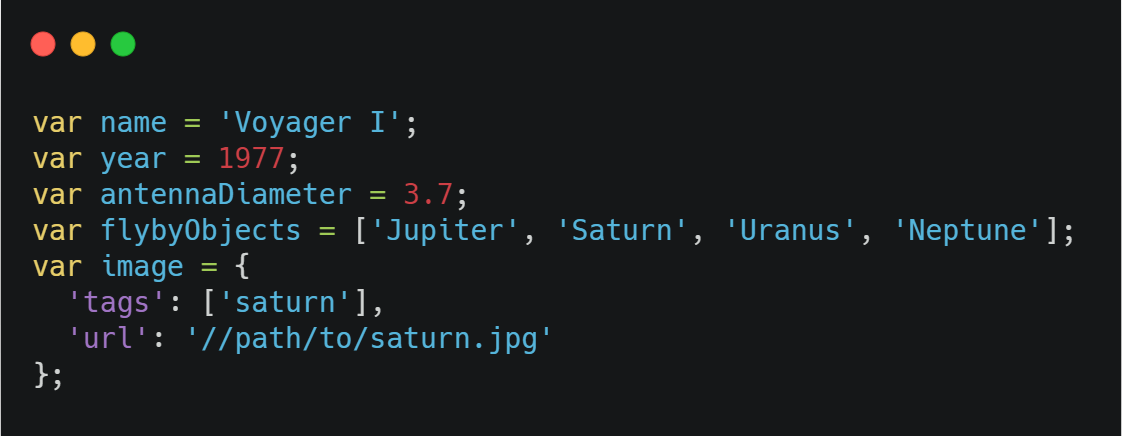 var name = 'Voyager I';
var year = 1977;
var antennaDiameter = 3.7;
var flybyObjects = ['Jupiter', 'Saturn', 'Uranus', 'Neptune'];
var image = {
  'tags': ['saturn'],
  'url': '//path/to/saturn.jpg'
};